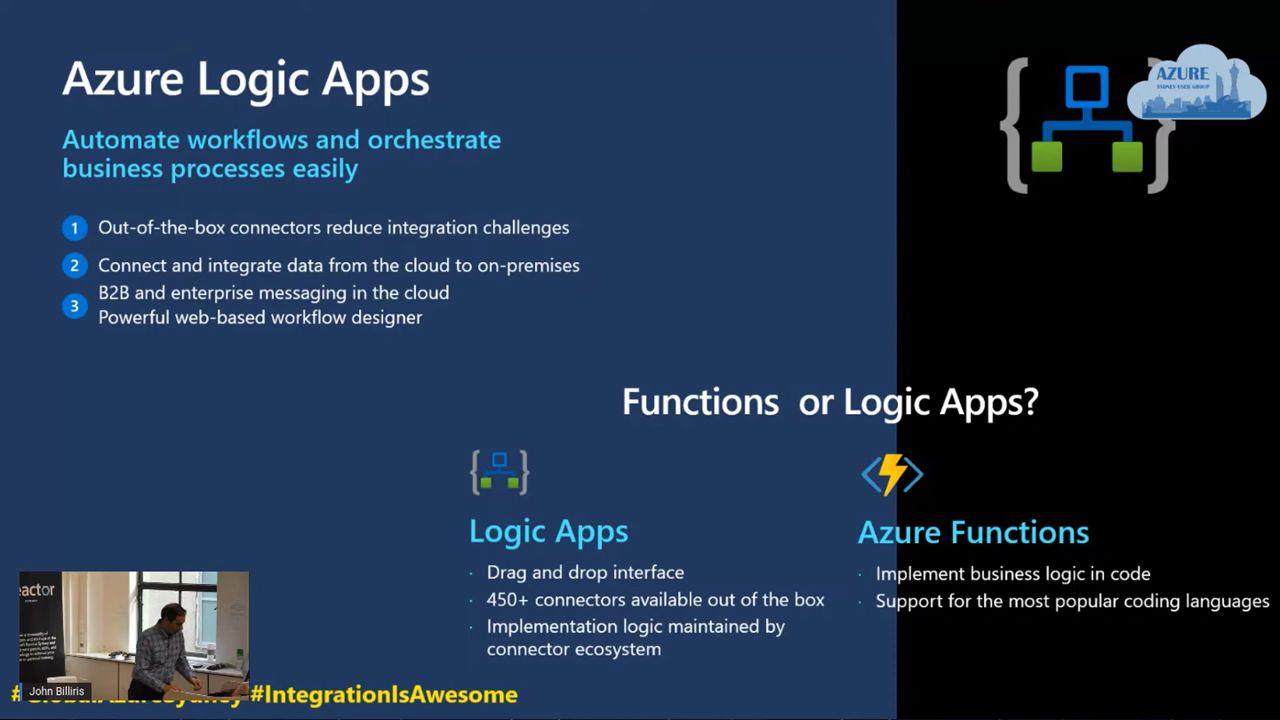 Azure Logic Apps
AZURE
SYDNEY USER GROUP
Automate workflows and orchestrate
business processes easily
1 Out-of-the-box connectors reduce integration challenges
2 Connect and integrate data from the cloud to on-premises
3 B2B and enterprise messaging in the cloud
Powerful web-based workflow designer
Functions or Logic Apps?
Logic Apps
· Drag and drop interface
· 450+ connectors available out of the box
· Implementation logic maintained by
connector ecosystem
Azure Functions
· Implement business logic in code
· Support for the most popular coding languages
eactor
John Billiris
#IntegrationIsAwesome